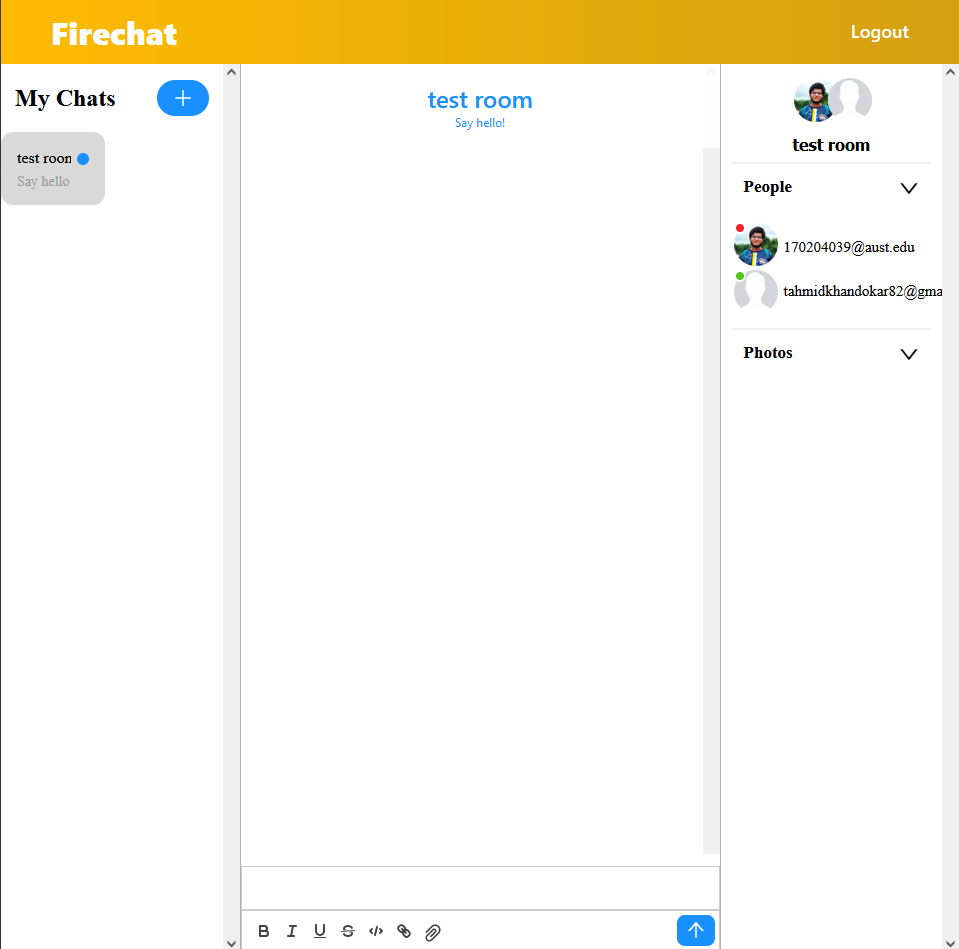 Firechat
Logout
My Chats
test room
Say hello
test room
Say hello!
test room
People
170204039@aust.edu
tahmidkhandokar82@gma
Photos
B I U S </>